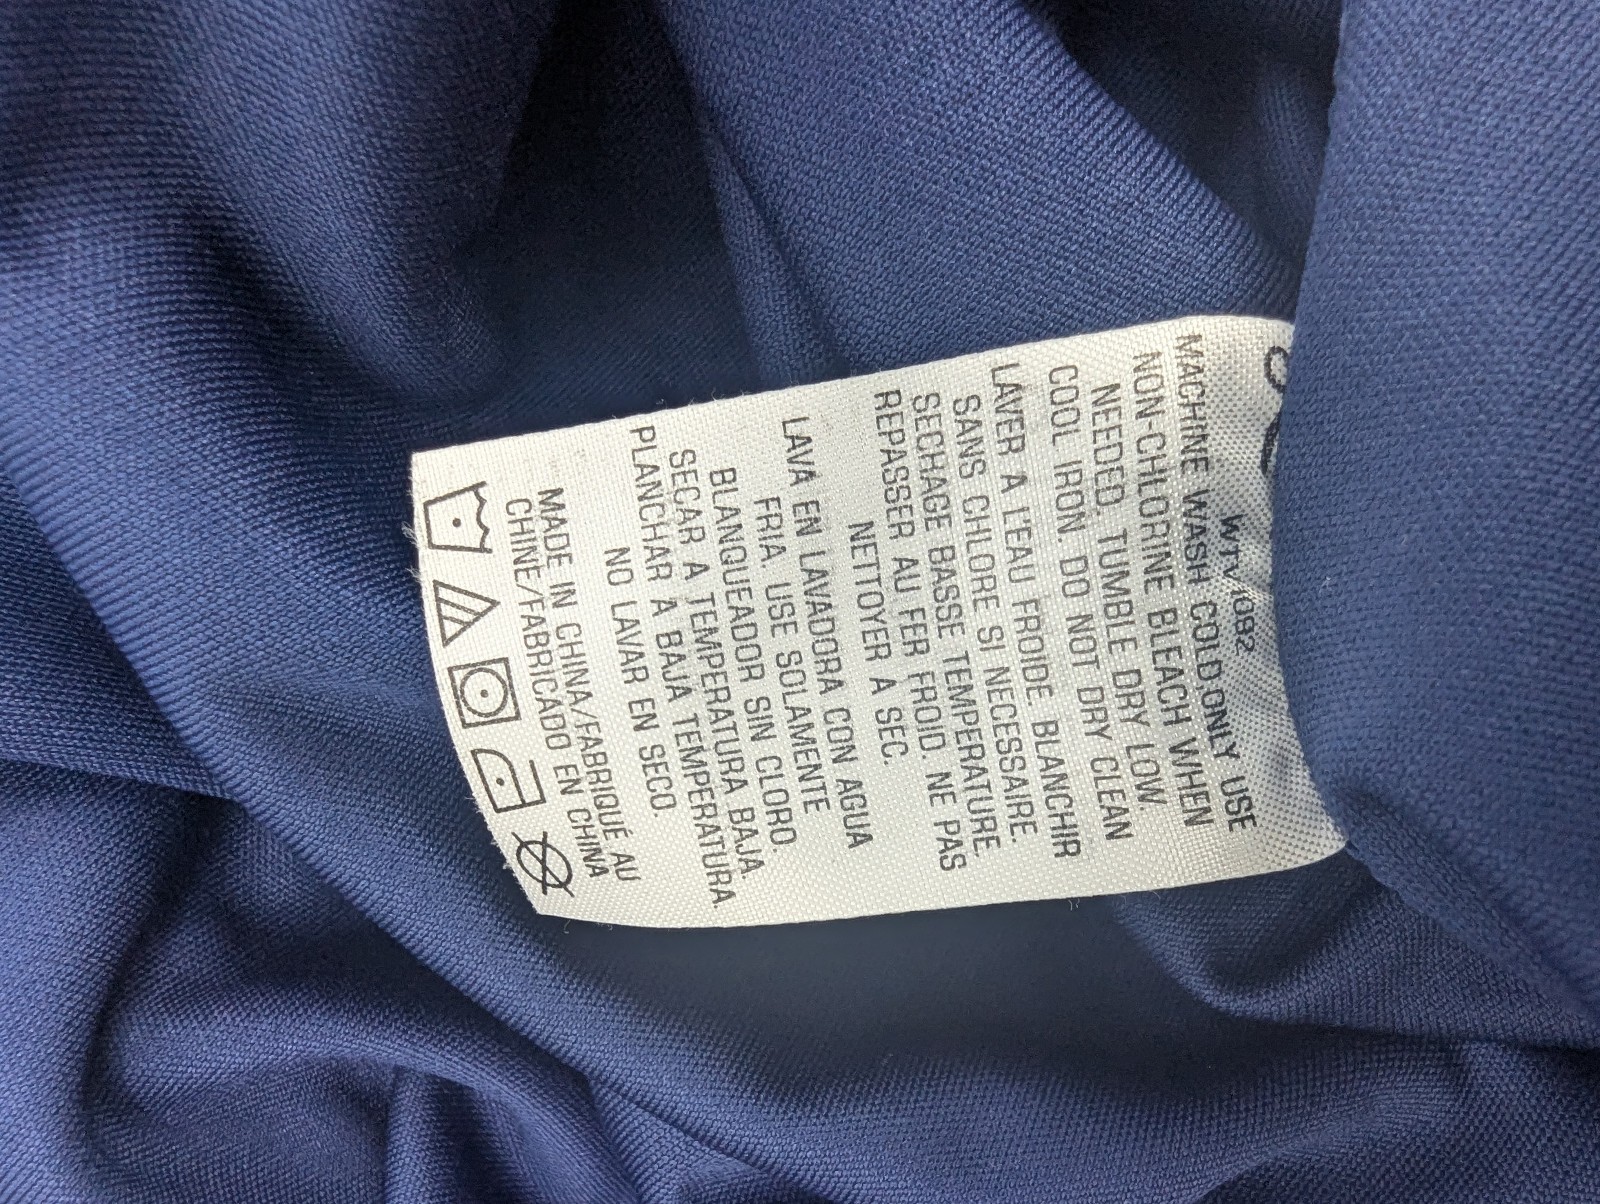 MACHINE WASH COLD,ONLY USE
NON-CHLORINE BLEACH WHEN
NEEDED. TUMBLE DRY LOW.
COOL IRON. DO NOT DRY CLEAN
LAVER A L'EAU FROIDE. BLANCHIR
SANS CHLORE SI NECESSAIRE.
SECHAGE BASSE TEMPERATURE.
REPASSER AU FER FROID. NE PAS
NETTOYER A SEC.
LAVA EN LAVADORA CON AGUA
FRIA. USE SOLAMENTE
BLANQUEADOR SIN CLORO.
SECAR A TEMPERATURA BAJA.
PLANCHAR A BAJA TEMPERATURA.
NO LAVAR EN SECO.
MADE IN CHINA/FABRIQUÉ AU
CHINE/FABRICADO EN CHINA